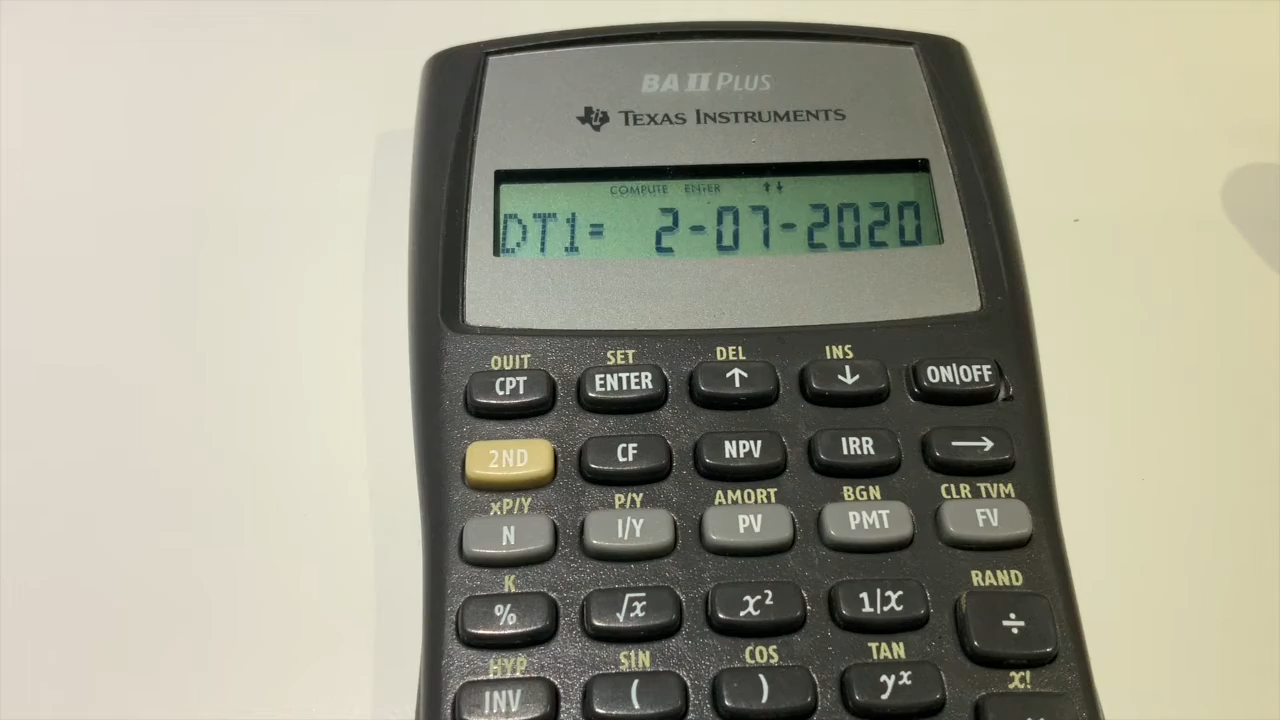 BA II PLUS
TEXAS INSTRUMENTS
COMPUTE ENTER ↑↓
DT1= 2-07-2020
QUIT SET DEL INS
CPT ENTER ↑ ↓ ON|OFF
2ND CF NPV IRR →
xP/Y P/Y AMORT BGN CLR TVM
N I/Y PV PMT FV
K RAND
% √x x² 1/x ÷
HYP SIN COS TAN x!
INV ( ) yˣ